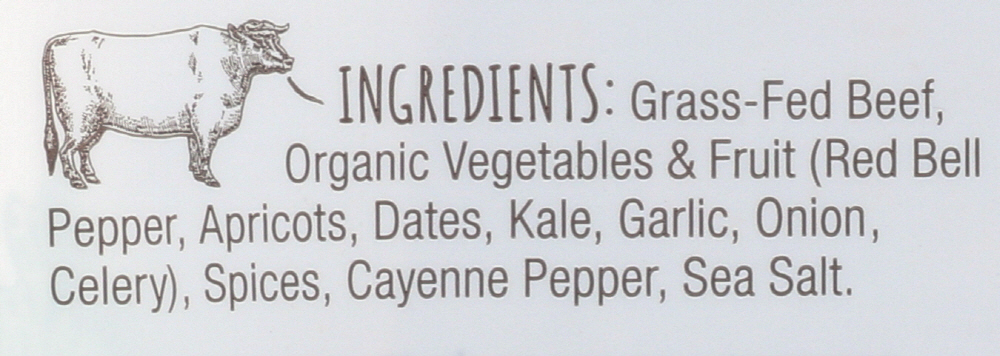 INGREDIENTS: Grass-Fed Beef,
Organic Vegetables & Fruit (Red Bell
Pepper, Apricots, Dates, Kale, Garlic, Onion,
Celery), Spices, Cayenne Pepper, Sea Salt.